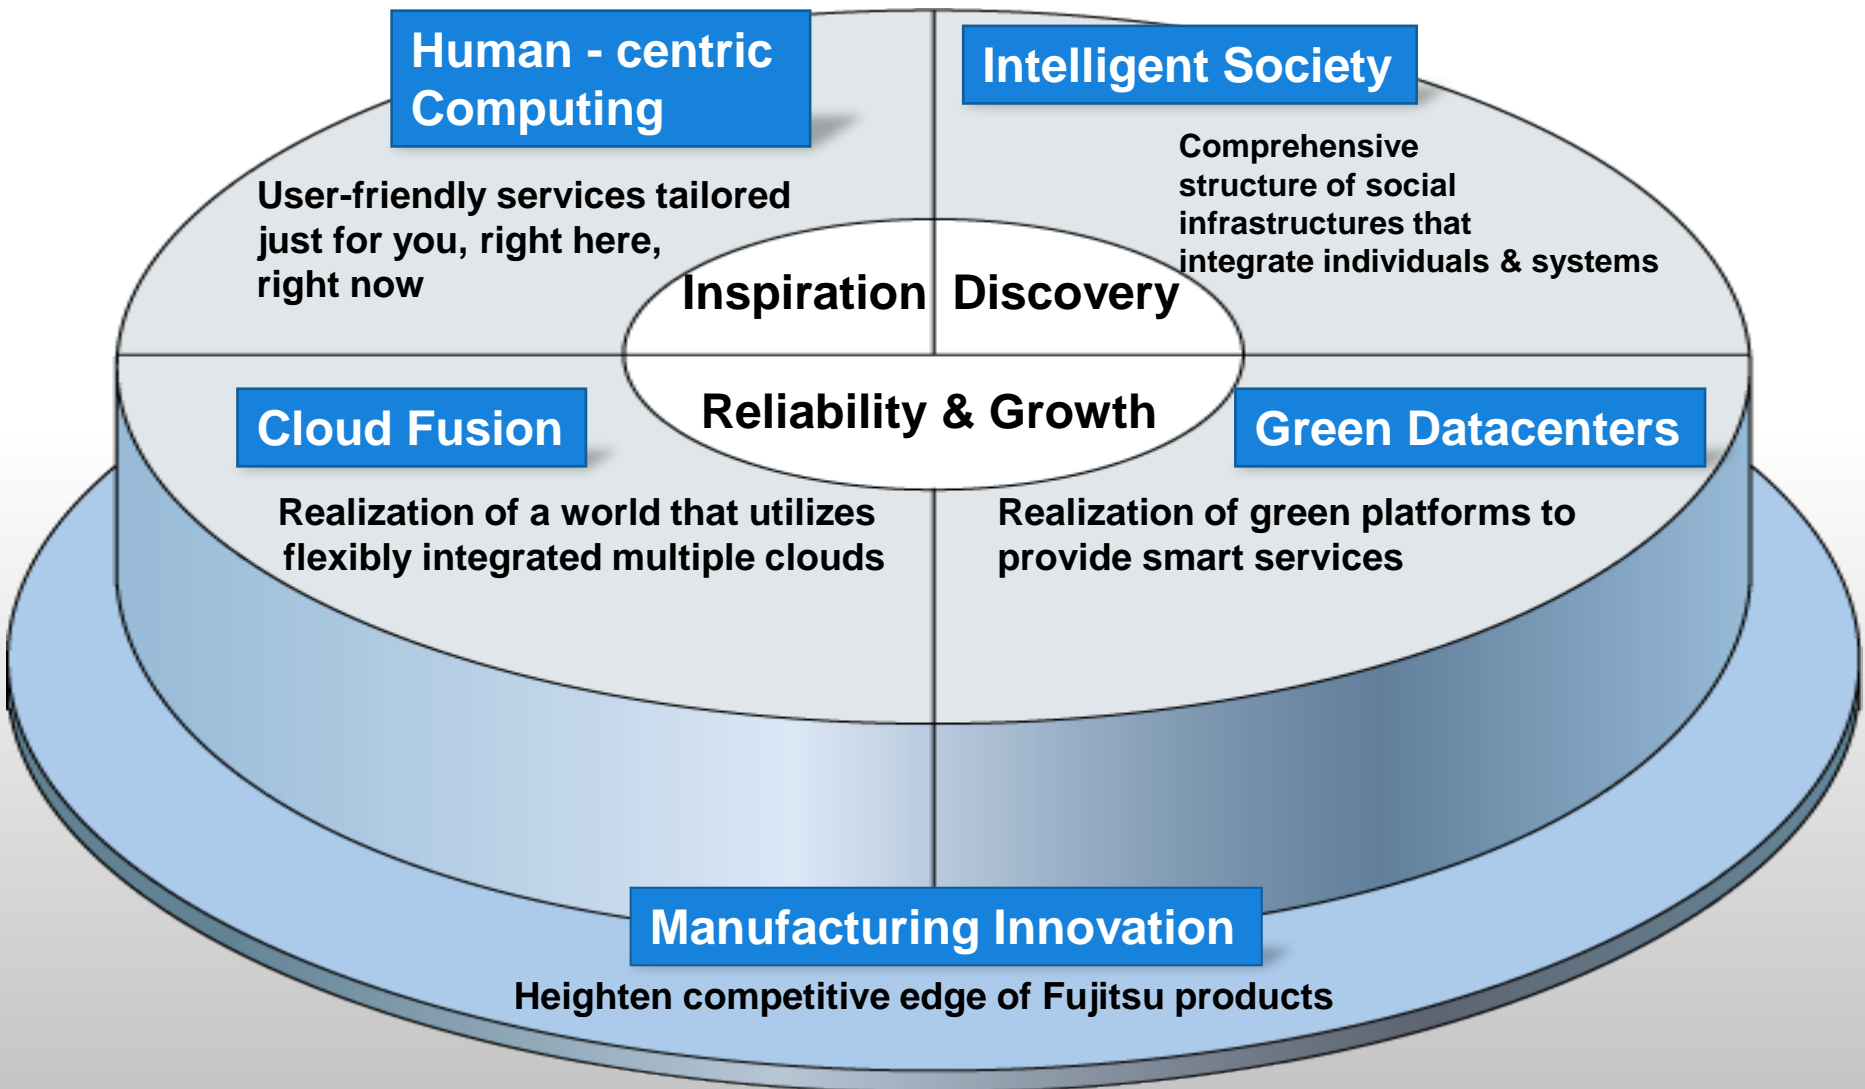 Human - centric
Computing
Intelligent Society
User-friendly services tailored
just for you, right here,
right now
Comprehensive
structure of social
infrastructures that
integrate individuals & systems
Inspiration
Discovery
Reliability & Growth
Cloud Fusion
Green Datacenters
Realization of a world that utilizes
flexibly integrated multiple clouds
Realization of green platforms to
provide smart services
Manufacturing Innovation
Heighten competitive edge of Fujitsu products